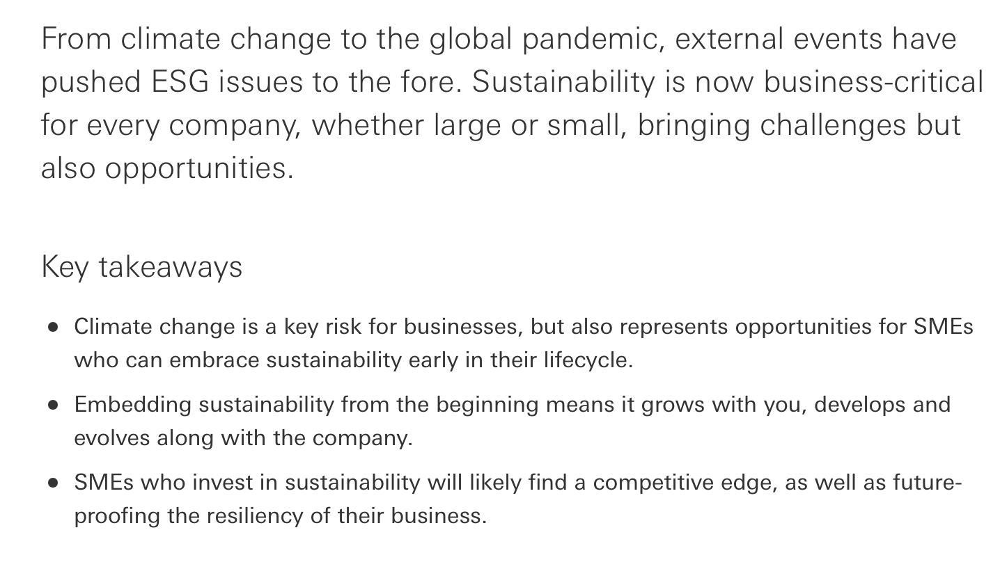 From climate change to the global pandemic, external events have
pushed ESG issues to the fore. Sustainability is now business-critical
for every company, whether large or small, bringing challenges but
also opportunities.
Key takeaways
● Climate change is a key risk for businesses, but also represents opportunities for SMEs
who can embrace sustainability early in their lifecycle.
● Embedding sustainability from the beginning means it grows with you, develops and
evolves along with the company.
● SMEs who invest in sustainability will likely find a competitive edge, as well as future-
proofing the resiliency of their business.